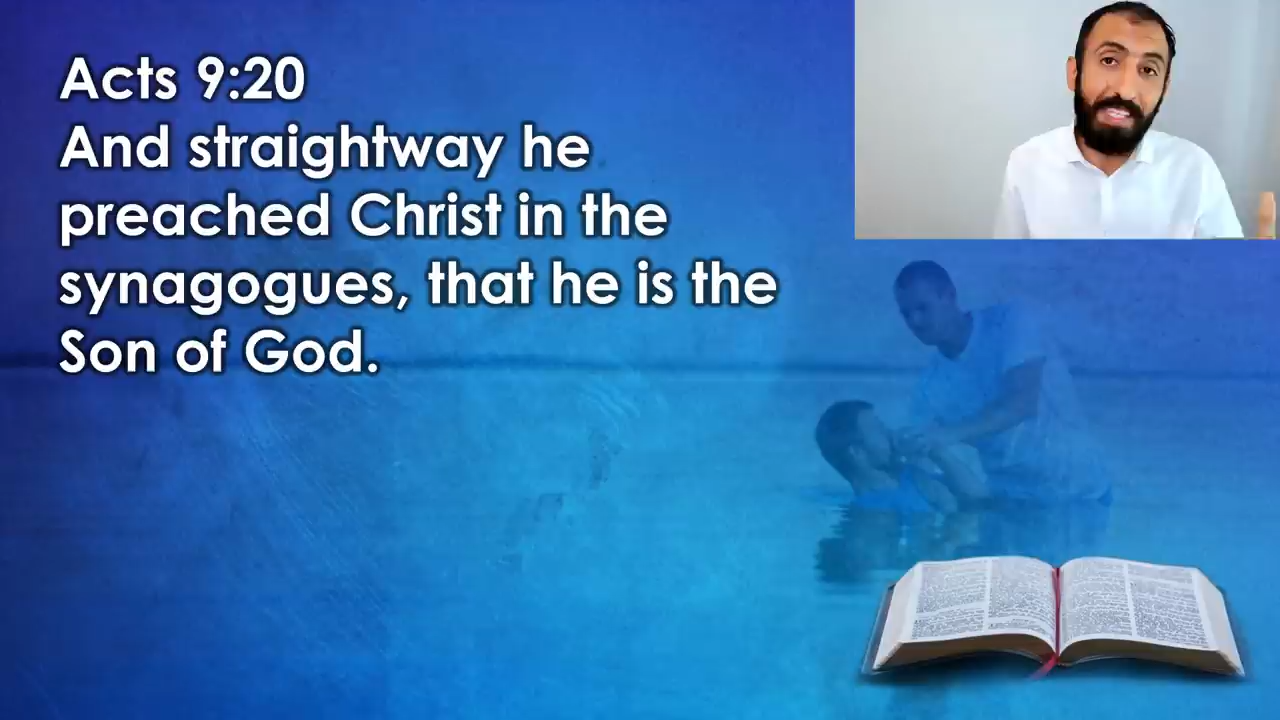 Acts 9:20
And straightway he
preached Christ in the
synagogues, that he is the
Son of God.